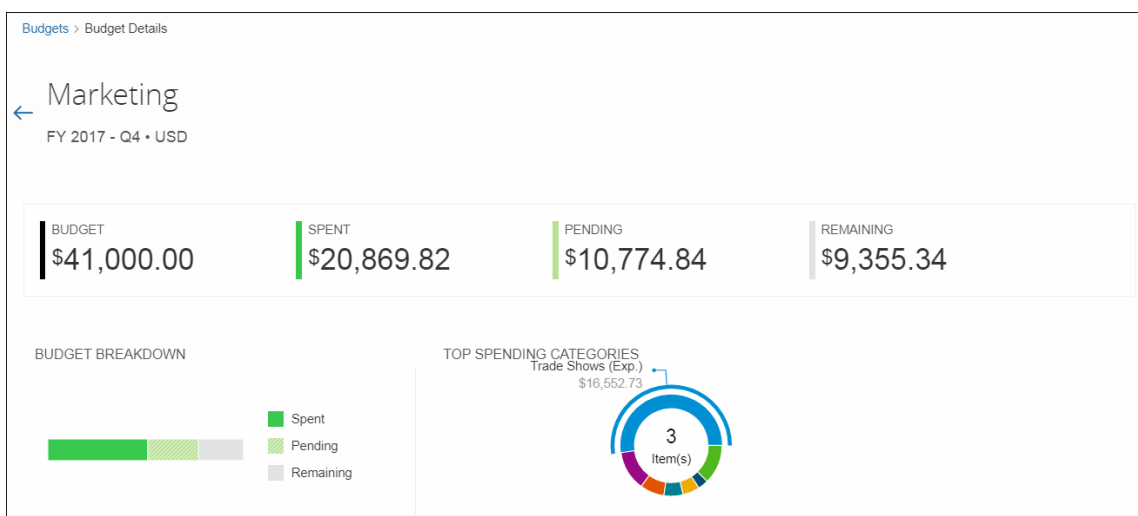 Budgets > Budget Details
Marketing
FY 2017 - Q4 • USD
BUDGET
$41,000.00
SPENT
$20,869.82
PENDING
$10,774.84
REMAINING
$9,355.34
BUDGET BREAKDOWN
Spent
Pending
Remaining
TOP SPENDING CATEGORIES
Trade Shows (Exp.)
$16,552.73
3
Item(s)